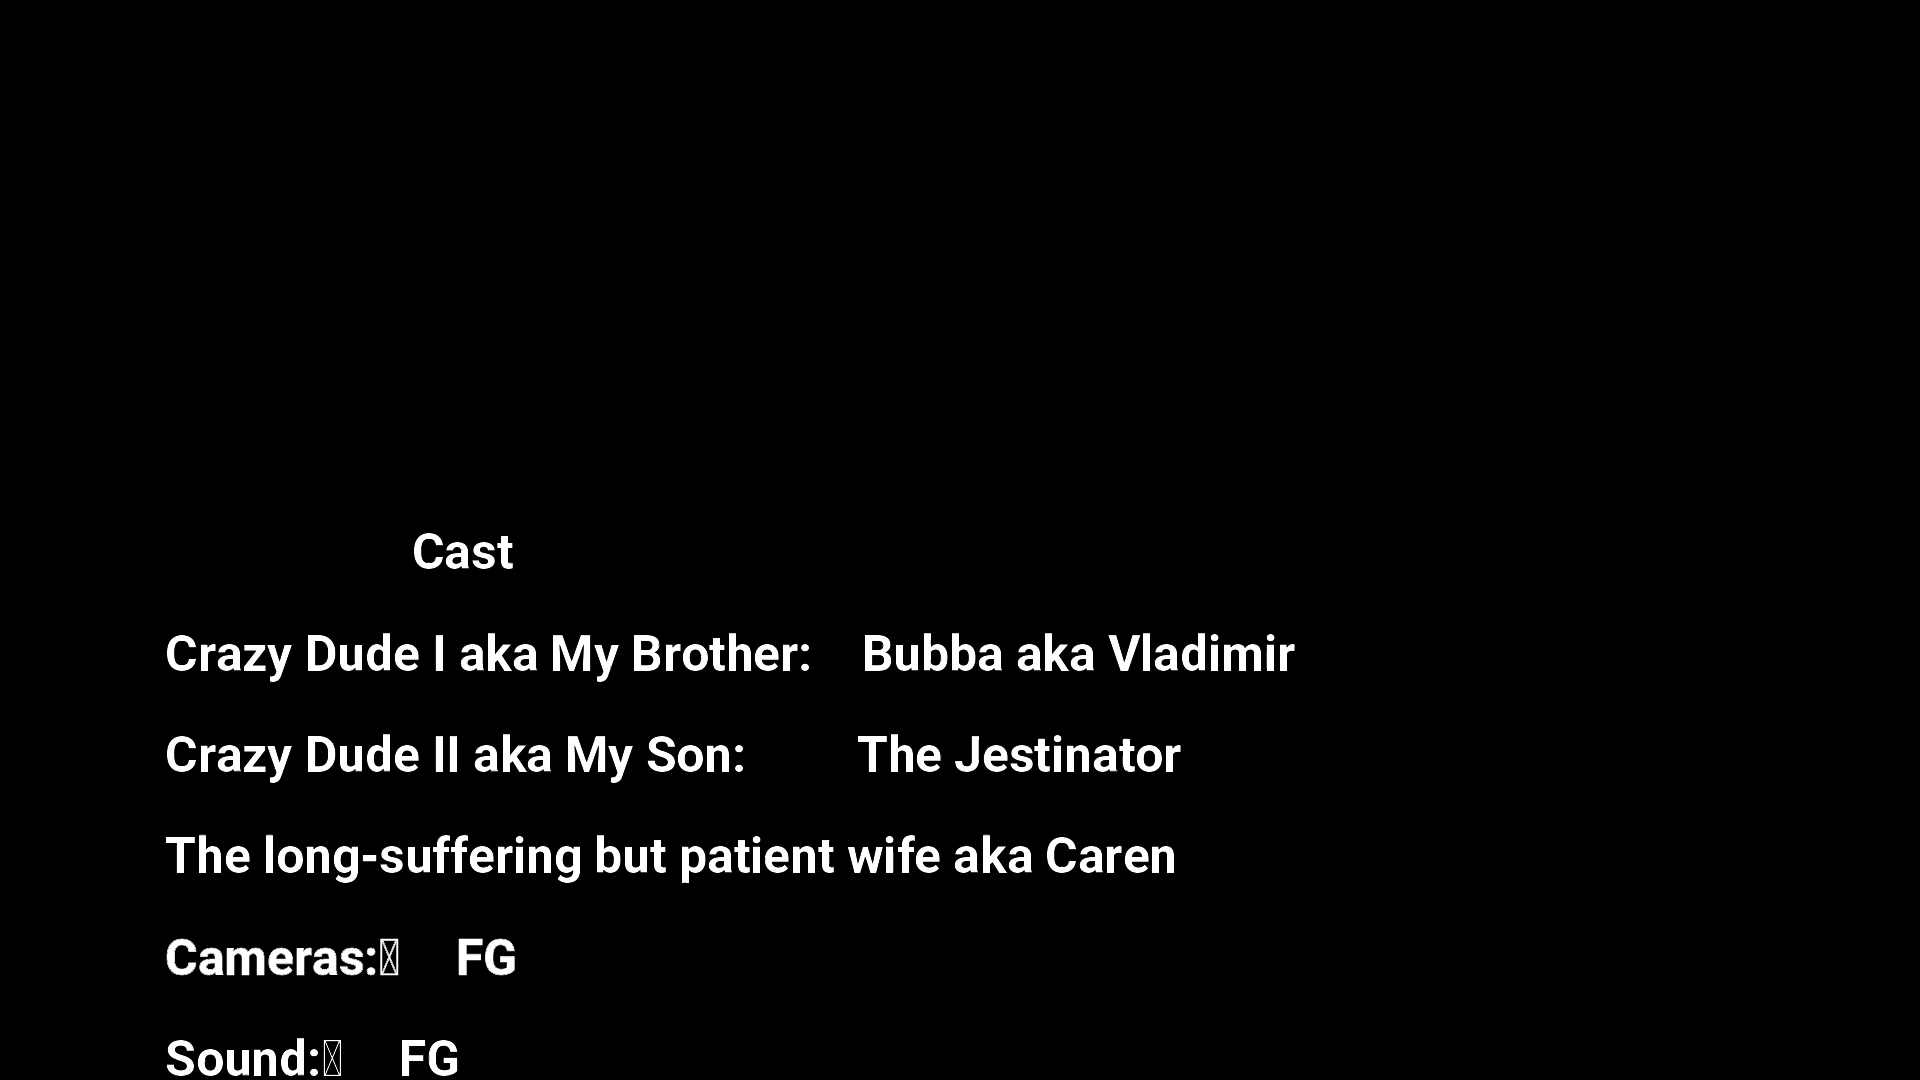 Cast
Crazy Dude I aka My Brother: Bubba aka Vladimir
Crazy Dude II aka My Son: The Jestinator
The long-suffering but patient wife aka Caren
Cameras: FG
Sound: FG